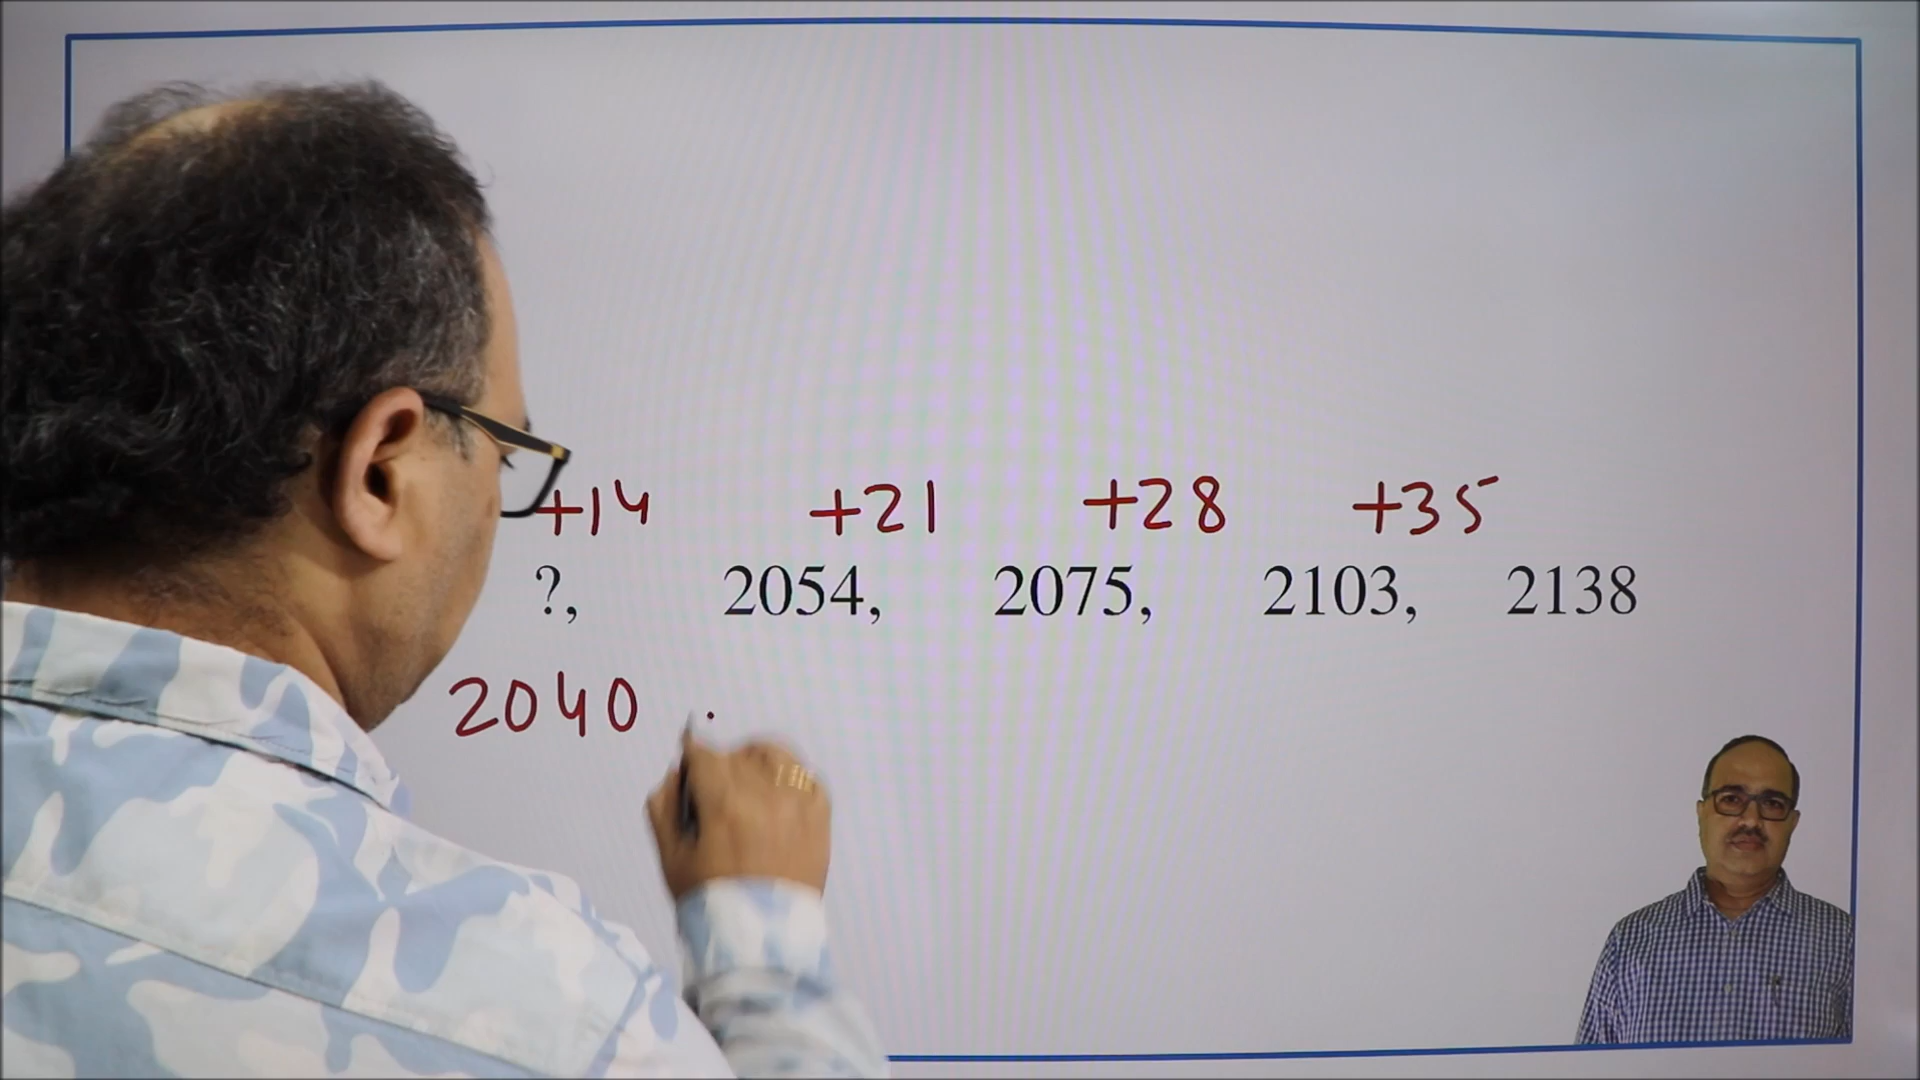 +14 +21 +28 +35
?, 2054, 2075, 2103, 2138
2040